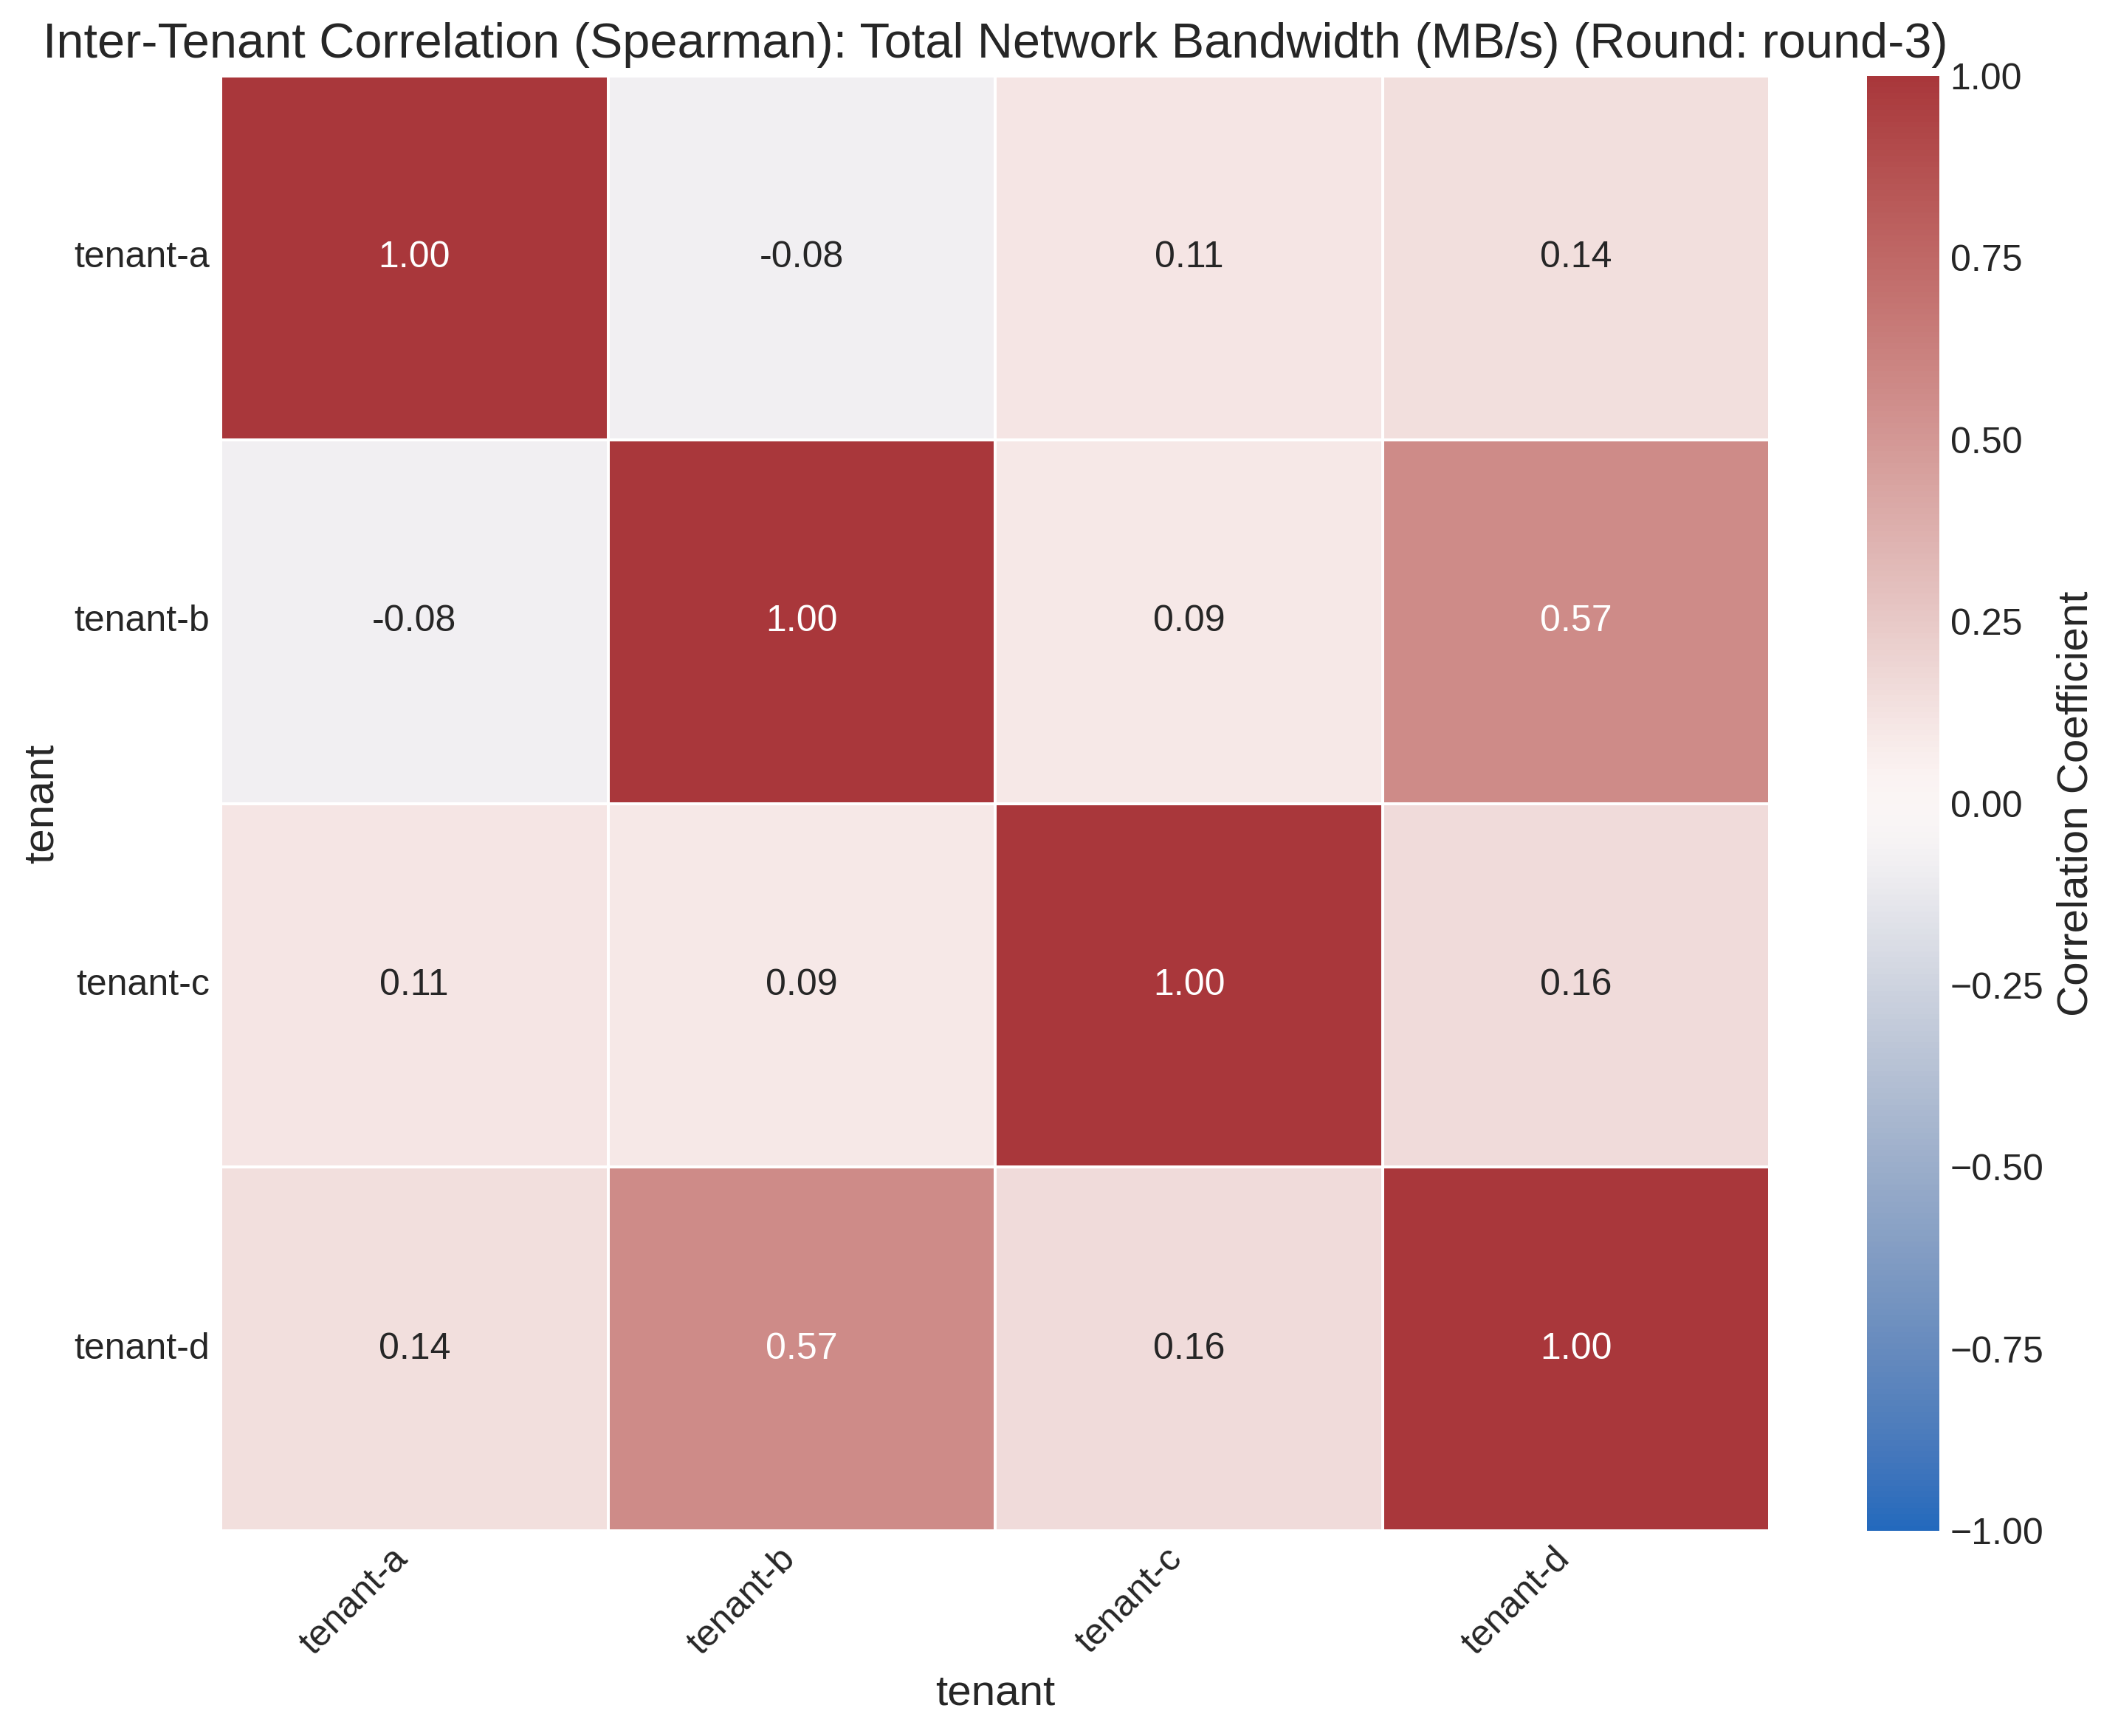 Inter-Tenant Correlation (Spearman): Total Network Bandwidth (MB/s) (Round: round-3)
tenant
tenant-a
1.00
-0.08
0.11
0.14
tenant-b
-0.08
1.00
0.09
0.57
tenant-c
0.11
0.09
1.00
0.16
tenant-d
0.14
0.57
0.16
1.00
tenant-a
tenant-b
tenant-c
tenant-d
tenant
1.00
0.75
0.50
0.25
0.00
−0.25
−0.50
−0.75
−1.00
Correlation Coefficient